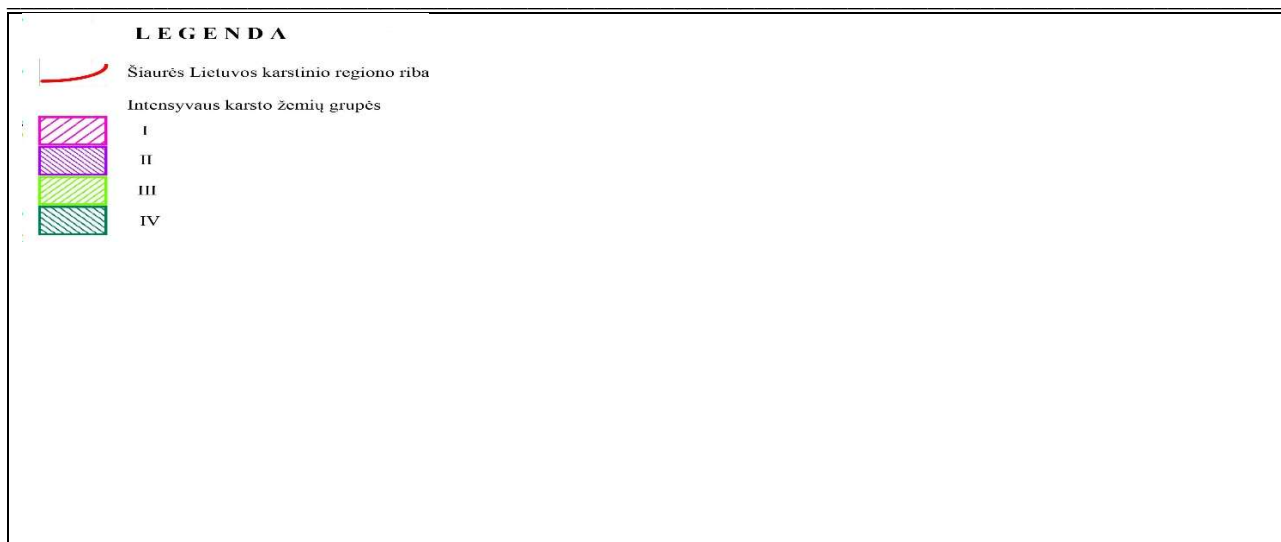 LEGENDA
Šiaurės Lietuvos karstinio regiono riba
Intensyvaus karsto žemių grupės
I
II
III
IV